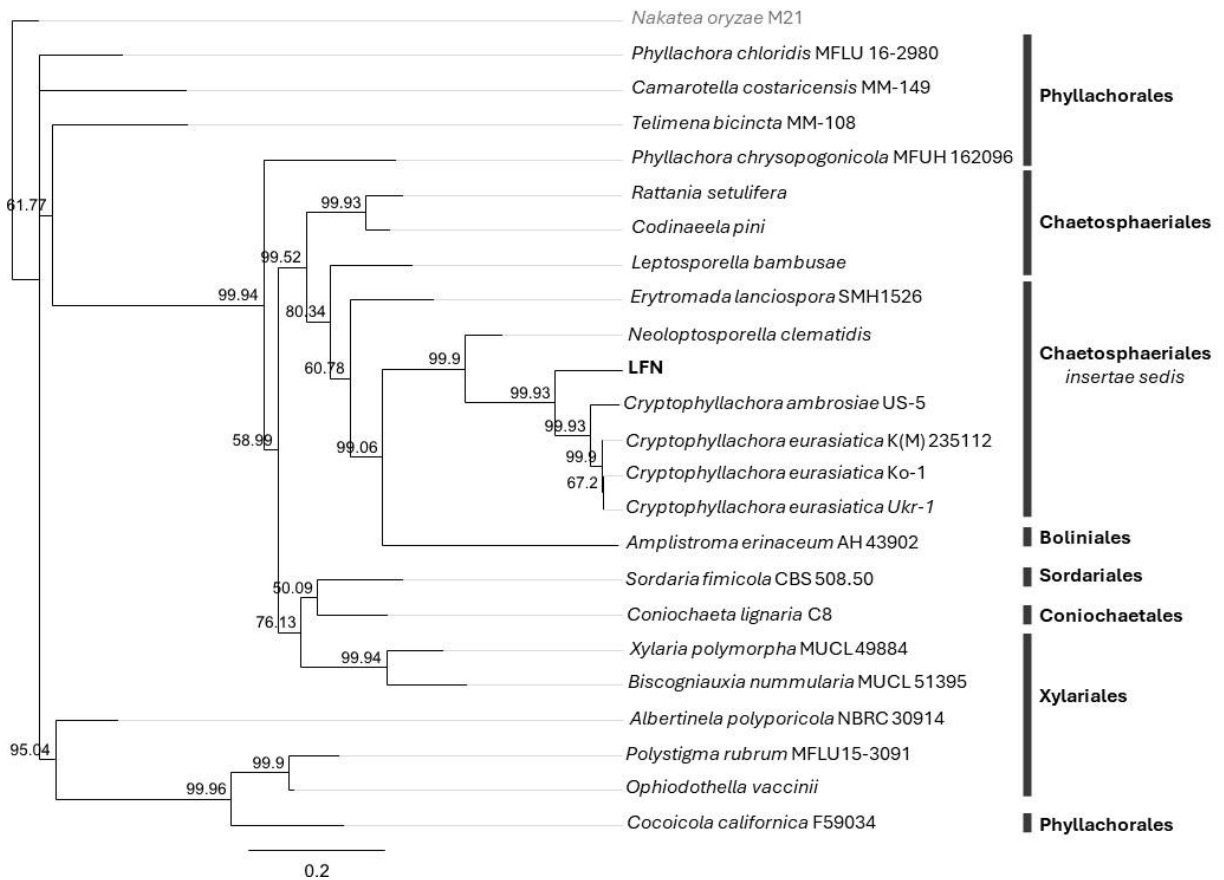 Nakatea oryzae M21
Phyllachora chloridis MFLU 16-2980
Camarotella costaricensis MM-149
Phyllachorales
Telimena bicincta MM-108
Phyllachora chrysopogonicola MFUH 162096
61.77
99.93
Rattania setulifera
Codinaeela pini
Chaetosphaeriales
99.52
Leptosporella bambusae
99.94
Erytromada lanciospora SMH1526
80.34
Neoloptosporella clematidis
99.9
60.78
LFN
Chaetosphaeriales
insertae sedis
99.93
Cryptophyllachora ambrosiae US-5
99.93
58.99
99.06
Cryptophyllachora eurasiatica K(M) 235112
99.9
Cryptophyllachora eurasiatica Ko-1
67.2
Cryptophyllachora eurasiatica Ukr-1
Amplistroma erinaceum AH 43902
Boliniales
50.09
Sordaria fimicola CBS 508.50
Sordariales
76.13
Coniochaeta lignaria C8
Coniochaetales
99.94
Xylaria polymorpha MUCL 49884
Biscogniauxia nummularia MUCL 51395
Xylariales
Albertinela polyporicola NBRC 30914
95.04
99.9
Polystigma rubrum MFLU15-3091
99.96
Ophiodothella vaccinii
Cocoicola californica F59034
Phyllachorales
0.2